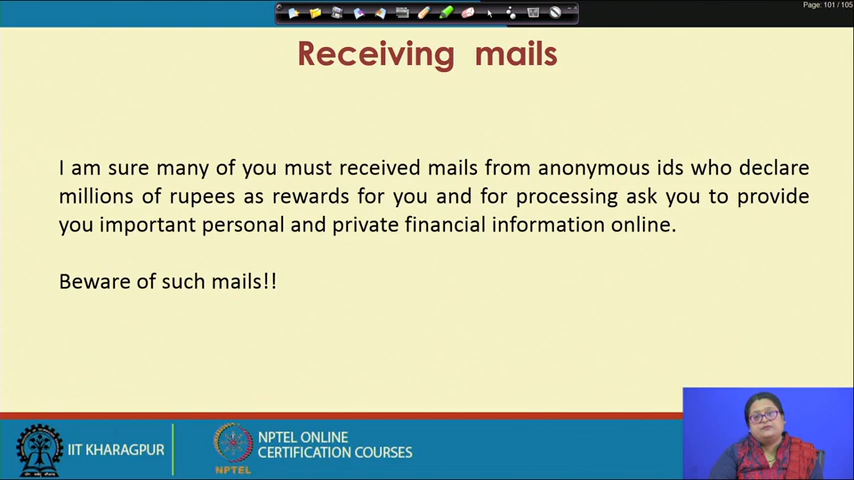 Page: 101 / 105
Receiving mails
I am sure many of you must received mails from anonymous ids who declare
millions of rupees as rewards for you and for processing ask you to provide
you important personal and private financial information online.
Beware of such mails!!
IIT KHARAGPUR
NPTEL
NPTEL ONLINE
CERTIFICATION COURSES